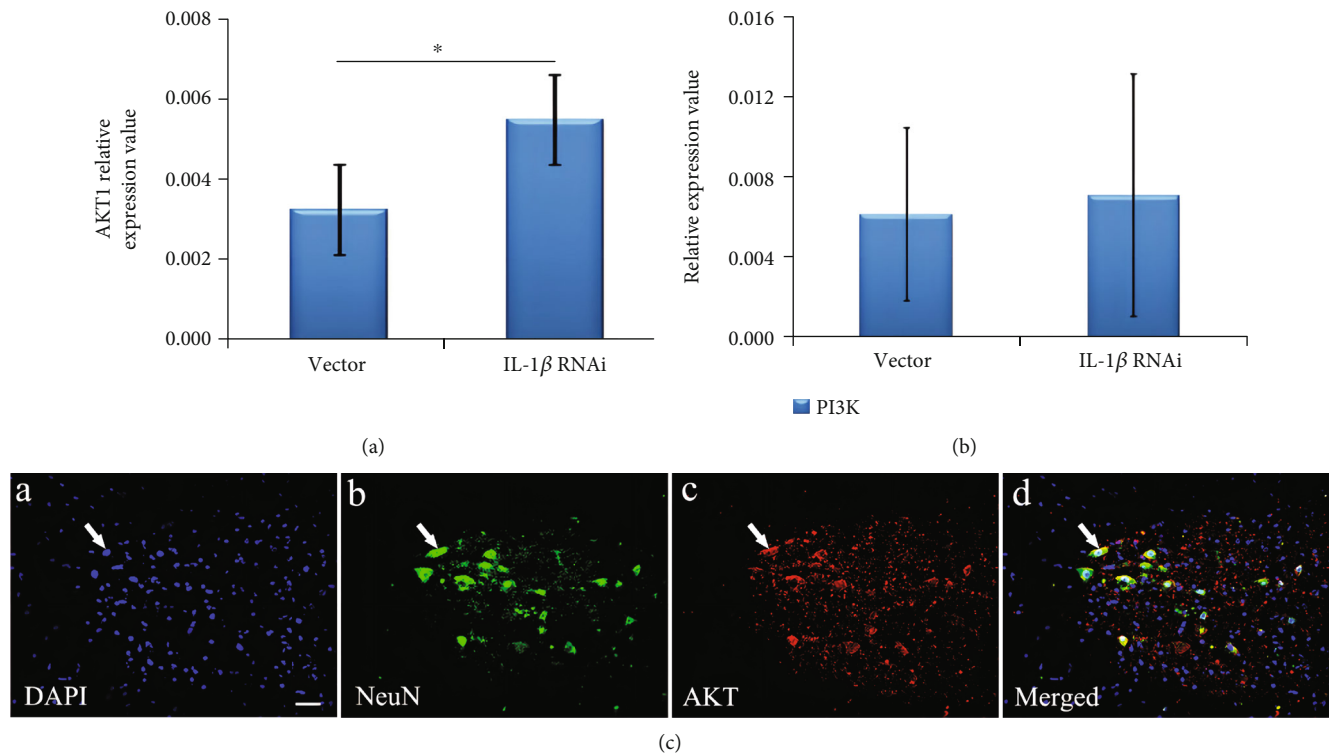 0.008
0.006
0.004
0.002
0.000
AKT1 relative
expression value
*
Vector
IL-1β RNAi
(a)
0.016
0.012
0.008
0.004
0.000
Relative expression value
Vector
IL-1β RNAi
PI3K
(b)
a
DAPI
b
NeuN
c
AKT
d
Merged
(c)